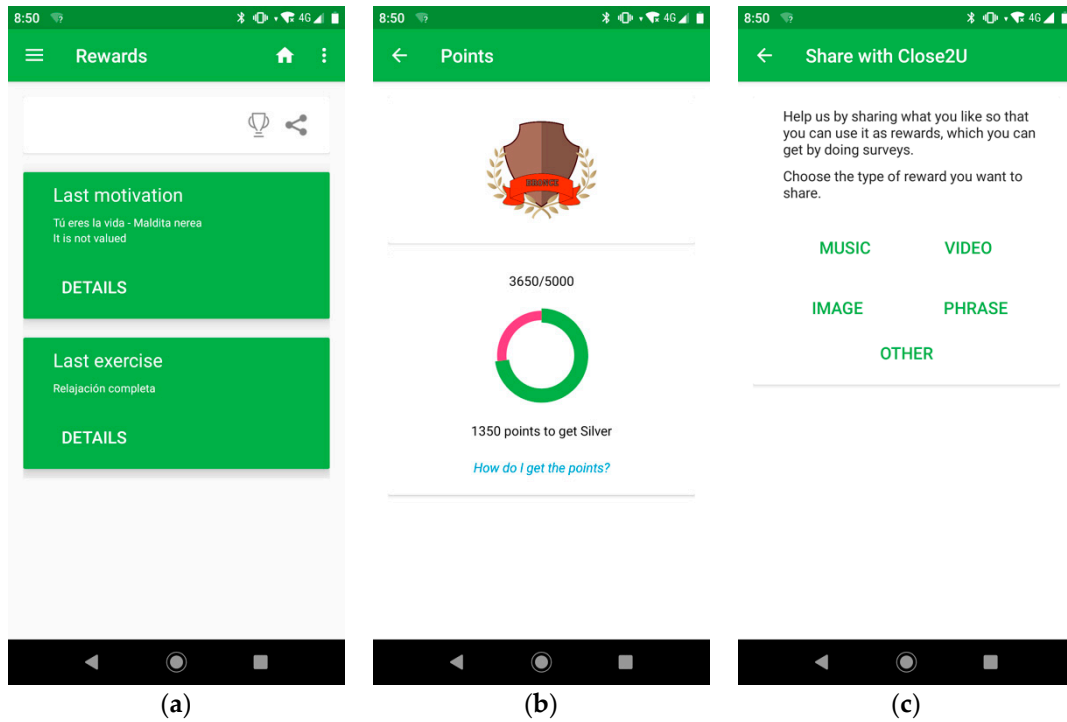 8:50
4G
Rewards
Last motivation
Tú eres la vida - Maldita nerea
It is not valued
DETAILS
Last exercise
Relajación completa
DETAILS
(a)
8:50
4G
Points
3650/5000
1350 points to get Silver
How do I get the points?
(b)
8:50
4G
Share with Close2U
Help us by sharing what you like so that
you can use it as rewards, which you can
get by doing surveys.
Choose the type of reward you want to
share.
MUSIC VIDEO
IMAGE PHRASE
OTHER
(c)